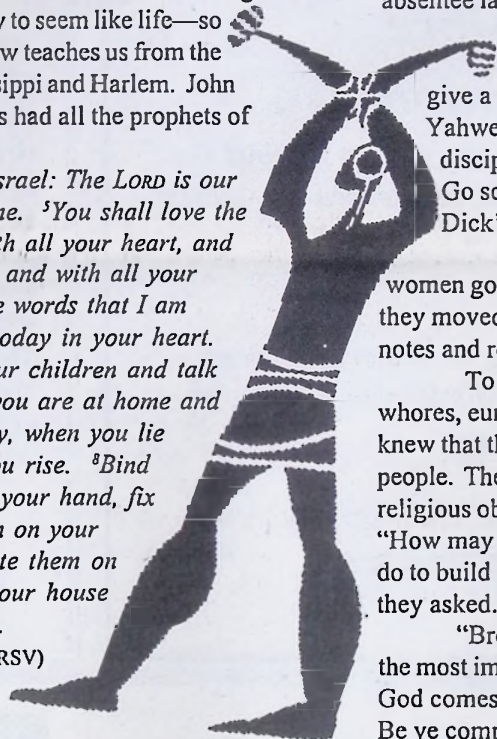 y to seem like life—so
w teaches us from the
sippi and Harlem. John
s had all the prophets of
srael: The LORD is our
ne. ⁵You shall love the
th all your heart, and
and with all your
e words that I am
oday in your heart.
ur children and talk
you are at home and
y, when you lie
u rise. ⁸Bind
your hand, fix
n on your
te them on
our house
RSV)
give a
Yahwe
discip
Go so
Dick'
women go
they moved
notes and r
To
whores, eur
knew that th
people. The
religious ob
“How may
do to build
they asked.
“Bre
the most im
God comes
Be ye comm